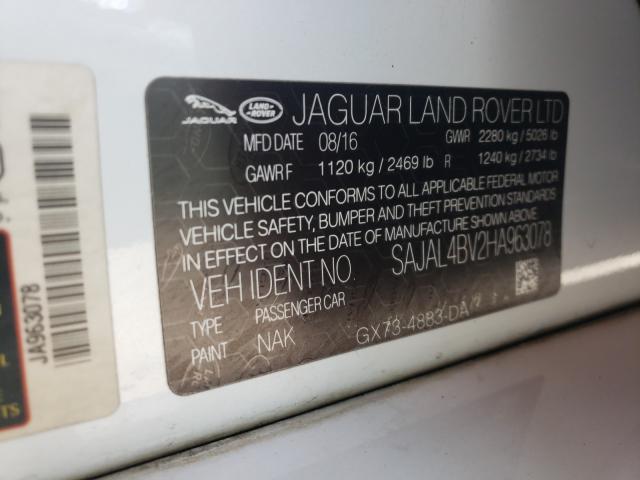 JAGUAR
LAND-
ROVER
JAGUAR LAND ROVER LTD
MFD DATE 08/16 GVWR 2280 kg / 5026 lb
GAWR F 1120 kg / 2469 lb R 1240 kg / 2734 lb
THIS VEHICLE CONFORMS TO ALL APPLICABLE FEDERAL MOTOR
VEHICLE SAFETY, BUMPER AND THEFT PREVENTION STANDARDS
IN EFFECT ON THE DATE OF MANUFACTURE SHOWN ABOVE.
VEH IDENT NO. SAJAL4BV2HA963078
TYPE PASSENGER CAR
PAINT NAK GX73-4883-DA
JA963078